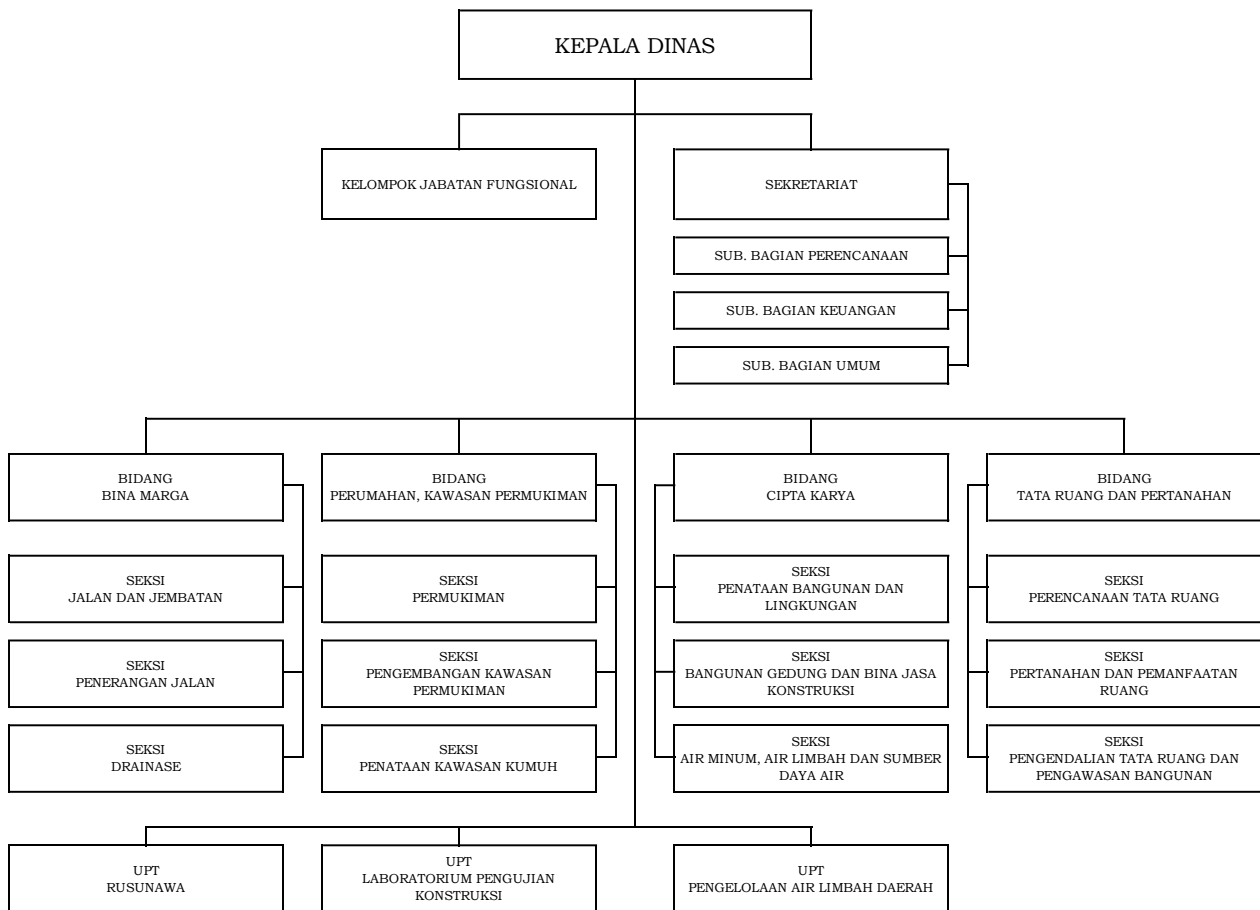 KEPALA DINAS
KELOMPOK JABATAN FUNGSIONAL
SEKRETARIAT
SUB. BAGIAN PERENCANAAN
SUB. BAGIAN KEUANGAN
SUB. BAGIAN UMUM
BIDANG
BINA MARGA
BIDANG
PERUMAHAN, KAWASAN PERMUKIMAN
BIDANG
CIPTA KARYA
BIDANG
TATA RUANG DAN PERTANAHAN
SEKSI
JALAN DAN JEMBATAN
SEKSI
PERMUKIMAN
SEKSI
PENATAAN BANGUNAN DAN
LINGKUNGAN
SEKSI
PERENCANAAN TATA RUANG
SEKSI
PENERANGAN JALAN
SEKSI
PENGEMBANGAN KAWASAN
PERMUKIMAN
SEKSI
BANGUNAN GEDUNG DAN BINA JASA
KONSTRUKSI
SEKSI
PERTANAHAN DAN PEMANFAATAN
RUANG
SEKSI
DRAINASE
SEKSI
PENATAAN KAWASAN KUMUH
SEKSI
AIR MINUM, AIR LIMBAH DAN SUMBER
DAYA AIR
SEKSI
PENGENDALIAN TATA RUANG DAN
PENGAWASAN BANGUNAN
UPT
RUSUNAWA
UPT
LABORATORIUM PENGUJIAN
KONSTRUKSI
UPT
PENGELOLAAN AIR LIMBAH DAERAH